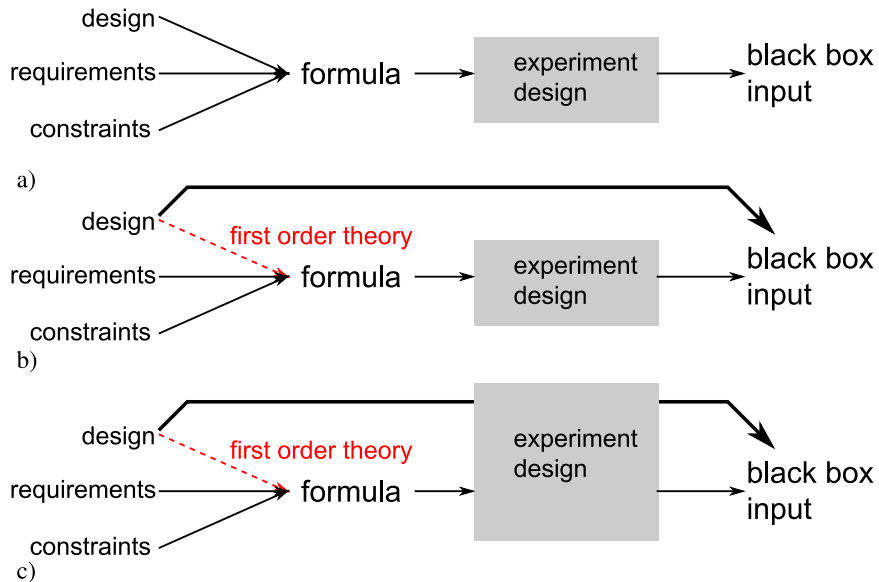 design
requirements
constraints
formula
experiment
design
black box
input
a)
design
first order theory
requirements
formula
constraints
experiment
design
black box
input
b)
design
first order theory
requirements
formula
constraints
experiment
design
black box
input
c)